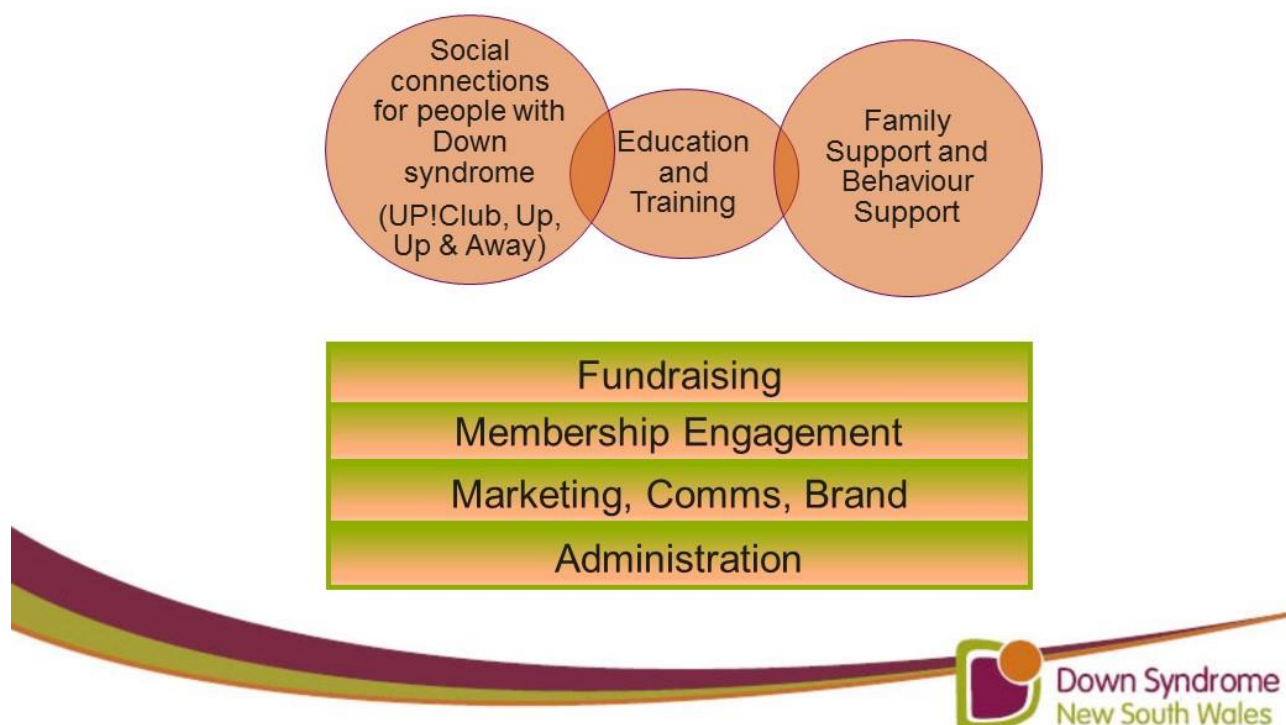 Social
connections
for people with
Down
syndrome
(UP!Club, Up,
Up & Away)
Education
and
Training
Family
Support and
Behaviour
Support
Fundraising
Membership Engagement
Marketing, Comms, Brand
Administration
Down Syndrome
New South Wales